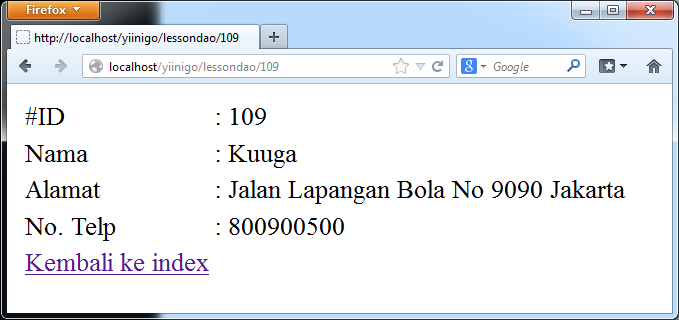 Firefox
http://localhost/yiinigo/lessondao/109
localhost/yiinigo/lessondao/109
Google
#ID : 109
Nama : Kuuga
Alamat : Jalan Lapangan Bola No 9090 Jakarta
No. Telp : 800900500
Kembali ke index